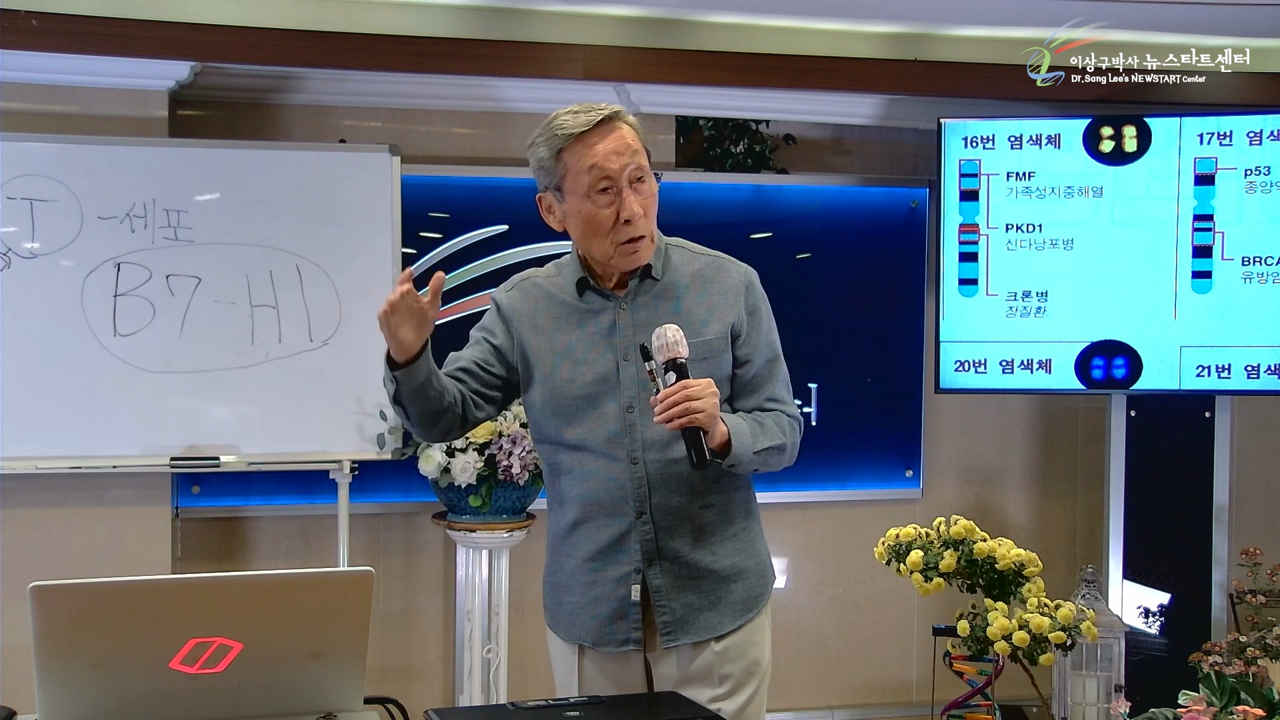 이상구박사 뉴스타트센터
Dr. Sang Lee's NEWSTART Center
T -세포
B7-H1
16번 염색체
FMF
가족성지중해열
PKD1
신다낭포병
크론병
장질환
17번 염색
p53
종양억
BRCA
유방암
20번 염색체
21번 염색